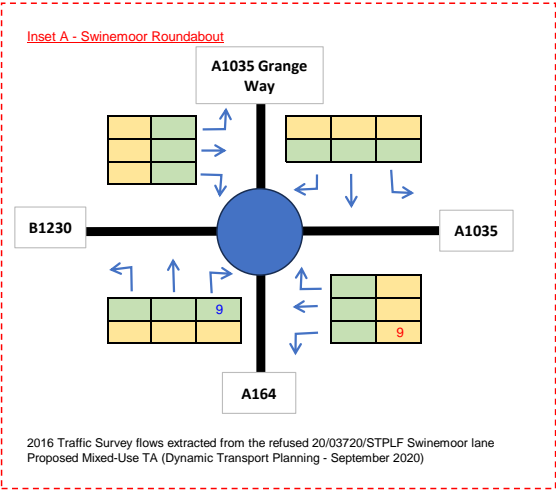 Inset A - Swinemoor Roundabout
A1035 Grange
Way
B1230
A1035
9
9
A164
2016 Traffic Survey flows extracted from the refused 20/03720/STPLF Swinemoor lane
Proposed Mixed-Use TA (Dynamic Transport Planning - September 2020)